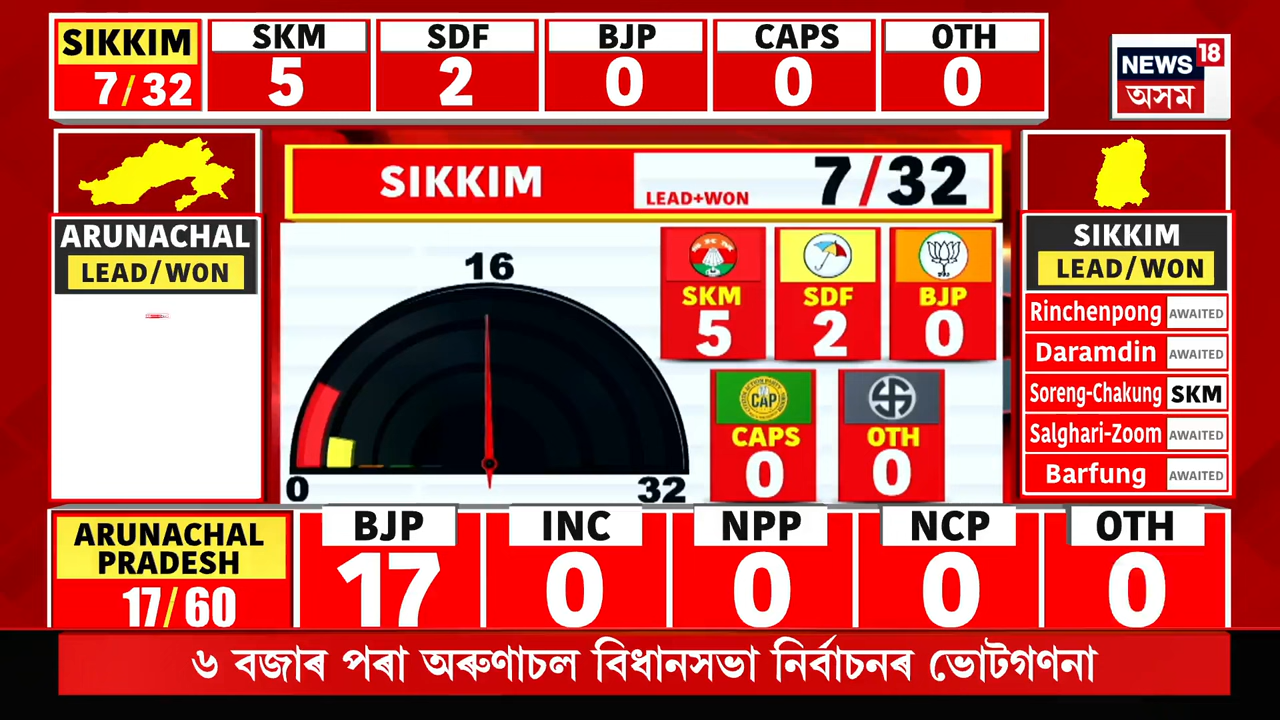 SIKKIM
7/32
SKM
5
SDF
2
BJP
0
CAPS
0
OTH
0
NEWS 18
অসম
SIKKIM
LEAD+WON
7/32
ARUNACHAL
LEAD/WON
16
0
32
SKM
5
SDF
2
BJP
0
CAP
CAPS
0
OTH
0
SIKKIM
LEAD/WON
Rinchenpong AWAITED
Daramdin AWAITED
Soreng-Chakung SKM
Salghari-Zoom AWAITED
Barfung AWAITED
ARUNACHAL
PRADESH
17/60
BJP
17
INC
0
NPP
0
NCP
0
OTH
0
৬ বজাৰ পৰা অৰুণাচল বিধানসভা নিৰ্বাচনৰ ভোটগণনা